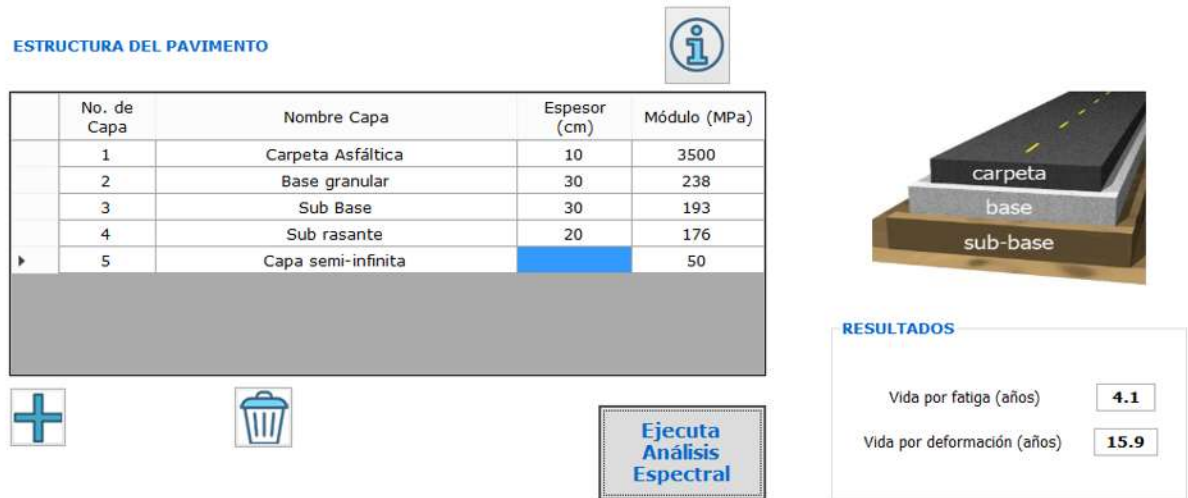 ESTRUCTURA DEL PAVIMENTO
No. de Capa Nombre Capa Espesor (cm) Módulo (MPa)
1 Carpeta Asfáltica 10 3500
2 Base granular 30 238
3 Sub Base 30 193
4 Sub rasante 20 176
5 Capa semi-infinita 50
carpeta
base
sub-base
RESULTADOS
Vida por fatiga (años) 4.1
Vida por deformación (años) 15.9
Ejecuta
Análisis
Espectral